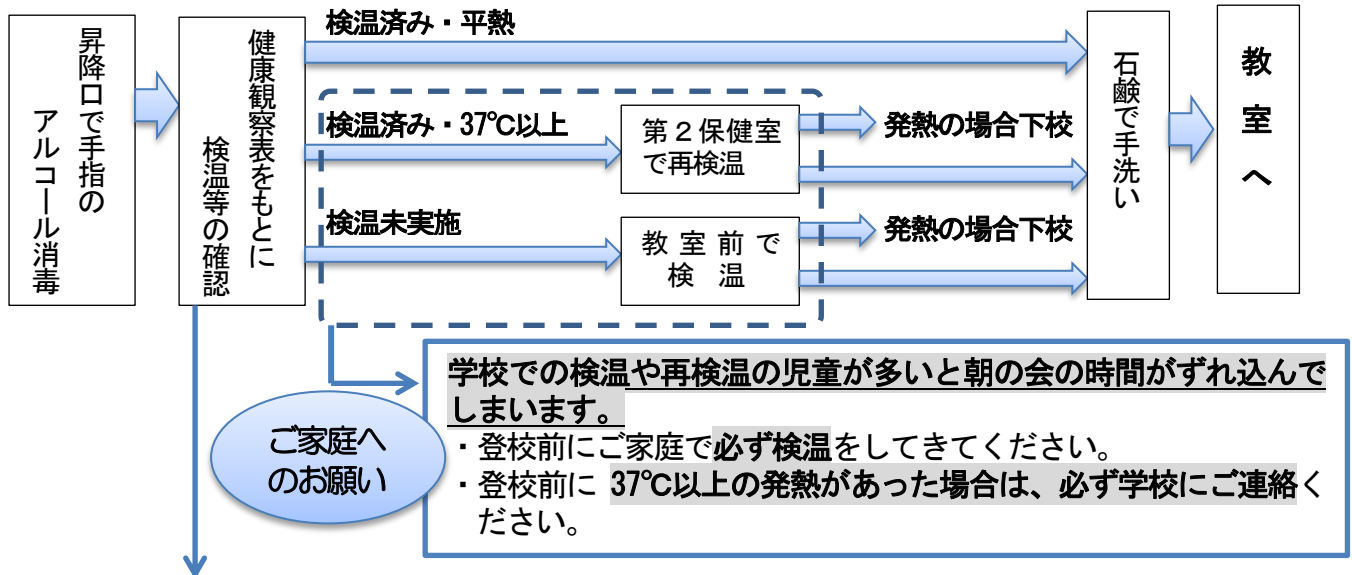 昇降口で手指の
アルコール消毒
健康観察表をもとに
検温等の確認
検温済み・平熱
検温済み・37℃以上
第２保健室
で再検温
発熱の場合下校
検温未実施
教室前で
検温
発熱の場合下校
石鹸で手洗い
教室へ
ご家庭へ
のお願い
学校での検温や再検温の児童が多いと朝の会の時間がずれ込んで
しまいます。
・登校前にご家庭で必ず検温をしてきてください。
・登校前に 37℃以上の発熱があった場合は、必ず学校にご連絡く
ださい。